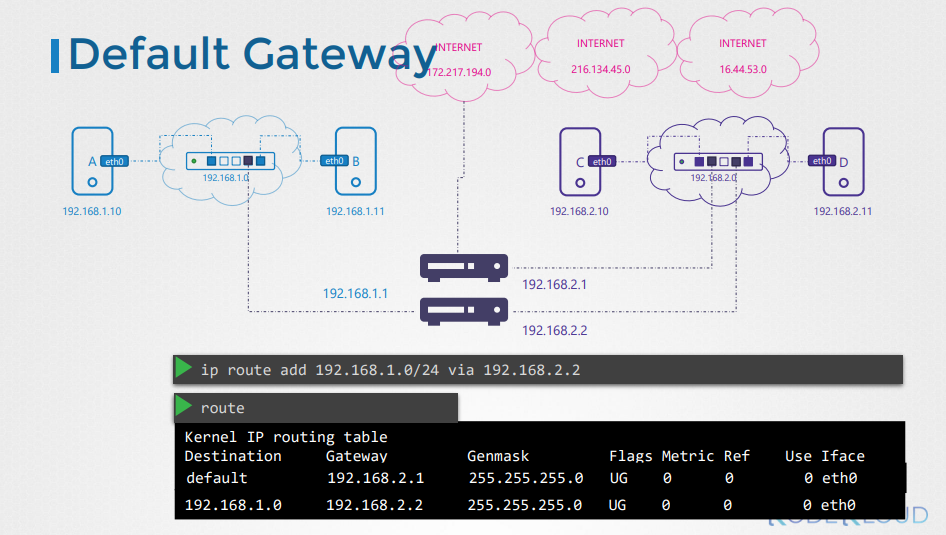 Default Gateway
INTERNET
172.217.194.0
INTERNET
216.134.45.0
INTERNET
16.44.53.0
A
eth0
192.168.1.0
eth0
B
192.168.1.10
192.168.1.11
C
eth0
192.168.2.0
eth0
D
192.168.2.10
192.168.2.11
192.168.1.1
192.168.2.1
192.168.2.2
ip route add 192.168.1.0/24 via 192.168.2.2
route
Kernel IP routing table
Destination Gateway Genmask Flags Metric Ref Use Iface
default 192.168.2.1 255.255.255.0 UG 0 0 0 eth0
192.168.1.0 192.168.2.2 255.255.255.0 UG 0 0 0 eth0
KODEKLOUD